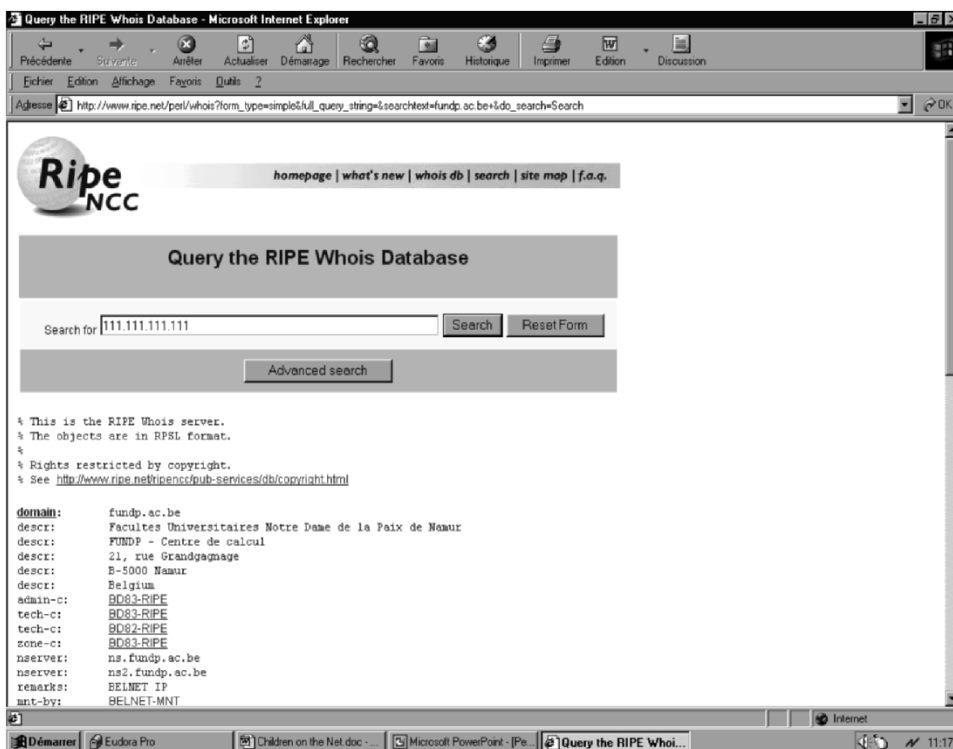 Query the RIPE Whois Database - Microsoft Internet Explorer
Précédente Suivante Arrêter Actualiser Démarrage Rechercher Favoris Historique Imprimer Edition Discussion
Fichier Edition Affichage Favoris Outils ?
Adresse http://www.ripe.net/perl/whois?form_type=simple&full_query_string=&searchtext=fundp.ac.be+&do_search=Search OK
Ripe
NCC
homepage | what's new | whois db | search | site map | f.a.q.
Query the RIPE Whois Database
Search for 111.111.111.111 Search Reset Form
Advanced search
% This is the RIPE Whois server.
% The objects are in RPSL format.
%
% Rights restricted by copyright.
% See http://www.ripe.net/ripencc/pub-services/db/copyright.html
domain: fundp.ac.be
descr: Facultes Universitaires Notre Dame de la Paix de Namur
descr: FUNDP - Centre de calcul
descr: 21, rue Grandgagnage
descr: B-5000 Namur
descr: Belgium
admin-c: BD83-RIPE
tech-c: BD83-RIPE
tech-c: BD82-RIPE
zone-c: BD83-RIPE
nserver: ns.fundp.ac.be
nserver: ns2.fundp.ac.be
remarks: BELNET IP
mnt-by: BELNET-MNT
Internet
Démarrer Eudora Pro Children on the Net.doc - ... Microsoft PowerPoint - [Pe... Query the RIPE Whoi... 11:17